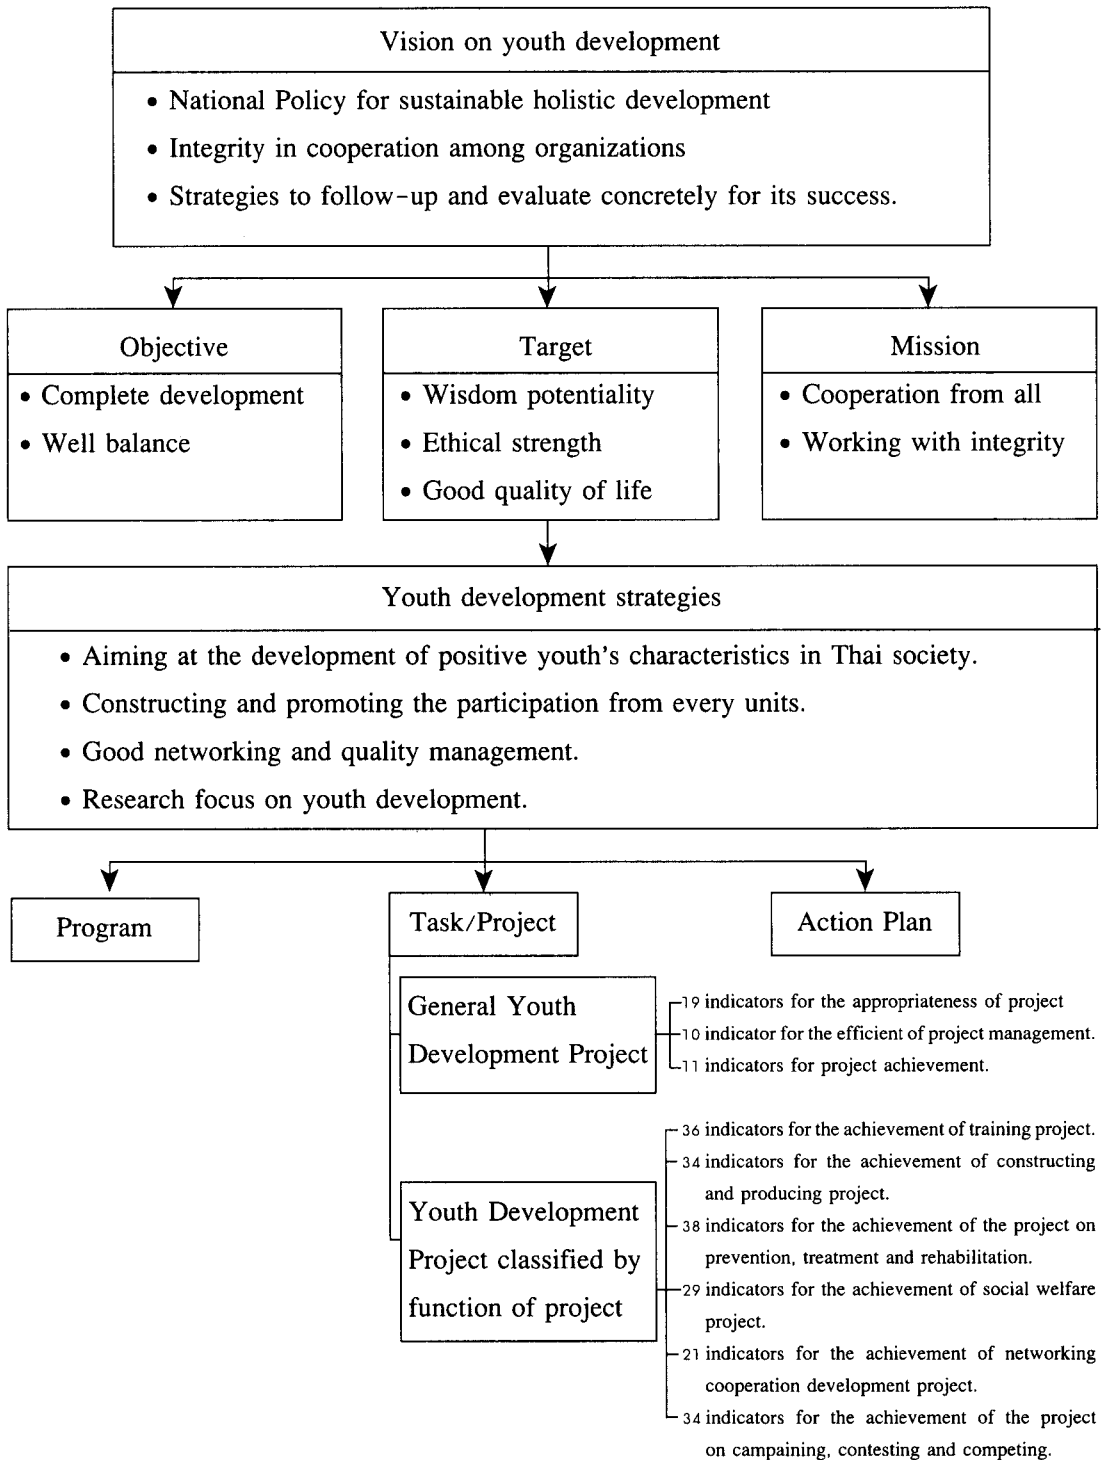 Vision on youth development
• National Policy for sustainable holistic development
• Integrity in cooperation among organizations
• Strategies to follow-up and evaluate concretely for its success.
Objective
• Complete development
• Well balance
Target
• Wisdom potentiality
• Ethical strength
• Good quality of life
Mission
• Cooperation from all
• Working with integrity
Youth development strategies
• Aiming at the development of positive youth's characteristics in Thai society.
• Constructing and promoting the participation from every units.
• Good networking and quality management.
• Research focus on youth development.
Program
Task/Project
Action Plan
General Youth
Development Project
19 indicators for the appropriateness of project
10 indicator for the efficient of project management.
11 indicators for project achievement.
Youth Development
Project classified by
function of project
36 indicators for the achievement of training project.
34 indicators for the achievement of constructing
and producing project.
38 indicators for the achievement of the project on
prevention, treatment and rehabilitation.
29 indicators for the achievement of social welfare
project.
21 indicators for the achievement of networking
cooperation development project.
34 indicators for the achievement of the project
on campaining, contesting and competing.